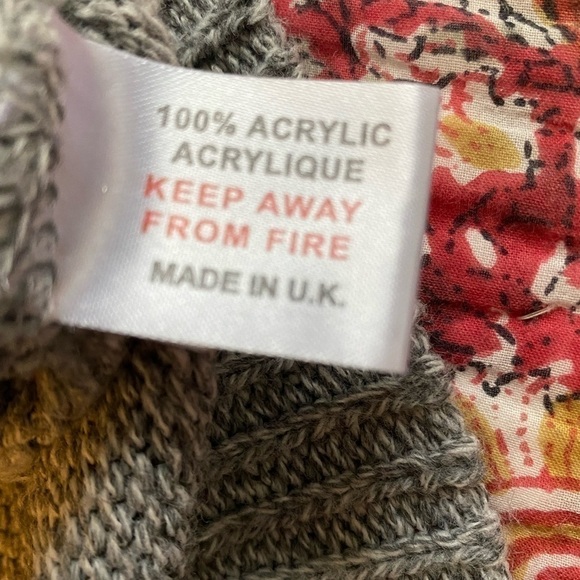 100% ACRYLIC
ACRYLIQUE
KEEP AWAY
FROM FIRE
MADE IN U.K.